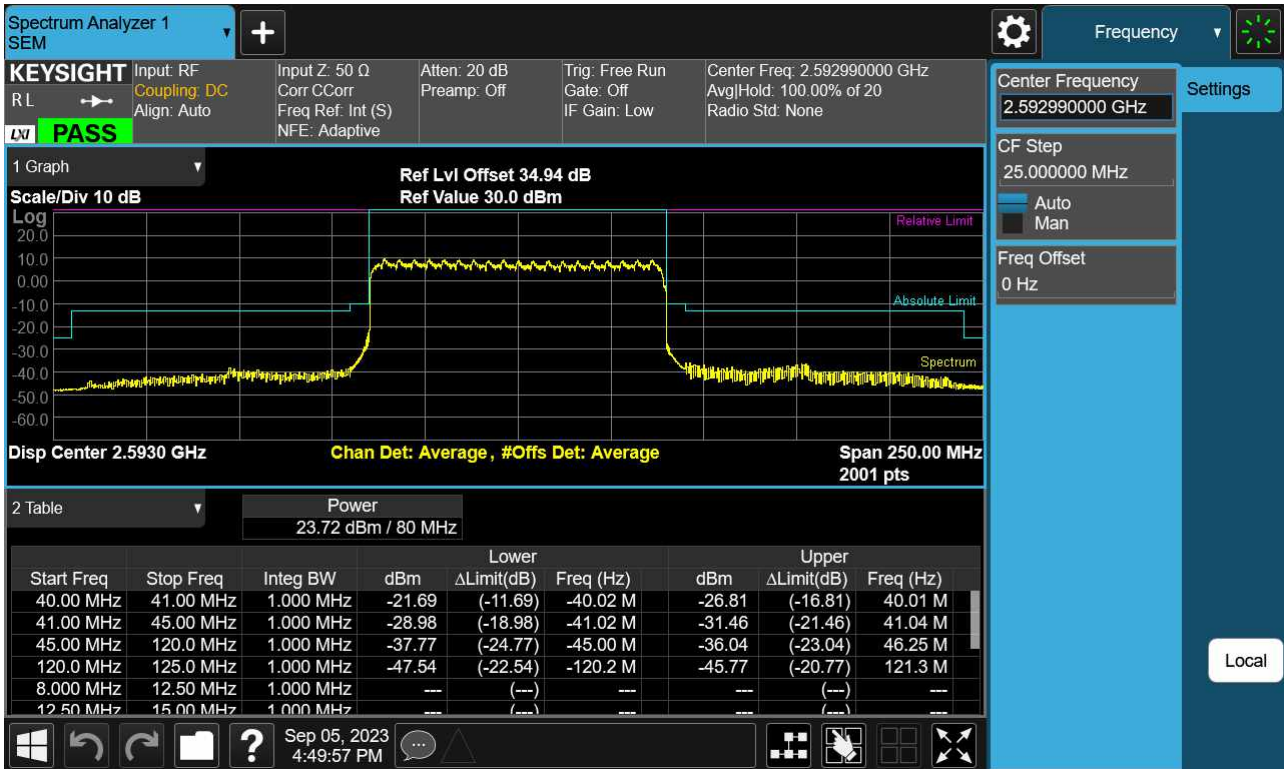 Spectrum Analyzer 1
SEM
Frequency
KEYSIGHT
R L
LXI
PASS
Input: RF
Coupling: DC
Align: Auto
Input Z: 50 Ω
Corr CCorr
Freq Ref: Int (S)
NFE: Adaptive
Atten: 20 dB
Preamp: Off
Trig: Free Run
Gate: Off
IF Gain: Low
Center Freq: 2.592990000 GHz
Avg|Hold: 100.00% of 20
Radio Std: None
Center Frequency
2.592990000 GHz
Settings
CF Step
25.000000 MHz
Auto
Man
Freq Offset
0 Hz
Local
1 Graph
Scale/Div 10 dB
Ref Lvl Offset 34.94 dB
Ref Value 30.0 dBm
Log
20.0
10.0
0.00
-10.0
-20.0
-30.0
-40.0
-50.0
-60.0
Relative Limit
Absolute Limit
Spectrum
Disp Center 2.5930 GHz
Chan Det: Average , #Offs Det: Average
Span 250.00 MHz
2001 pts
2 Table
Power
23.72 dBm / 80 MHz
Lower Upper
Start Freq Stop Freq Integ BW dBm ΔLimit(dB) Freq (Hz) dBm ΔLimit(dB) Freq (Hz)
40.00 MHz 41.00 MHz 1.000 MHz -21.69 (-11.69) -40.02 M -26.81 (-16.81) 40.01 M
41.00 MHz 45.00 MHz 1.000 MHz -28.98 (-18.98) -41.02 M -31.46 (-21.46) 41.04 M
45.00 MHz 120.0 MHz 1.000 MHz -37.77 (-24.77) -45.00 M -36.04 (-23.04) 46.25 M
120.0 MHz 125.0 MHz 1.000 MHz -47.54 (-22.54) -120.2 M -45.77 (-20.77) 121.3 M
8.000 MHz 12.50 MHz 1.000 MHz --- (---) --- --- (---) ---
12.50 MHz 15.00 MHz 1.000 MHz --- (---) --- --- (---) ---
Sep 05, 2023
4:49:57 PM